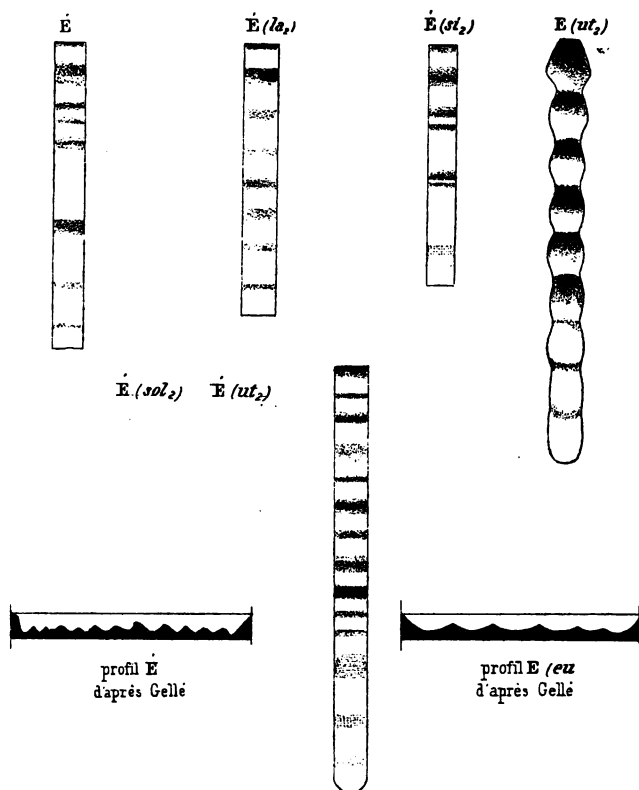 É É (la₂) É (si₂) E (ut₂)
É (sol₂) É (ut₂)
profil É
d'après Gellé
profil E (eu
d'après Gellé